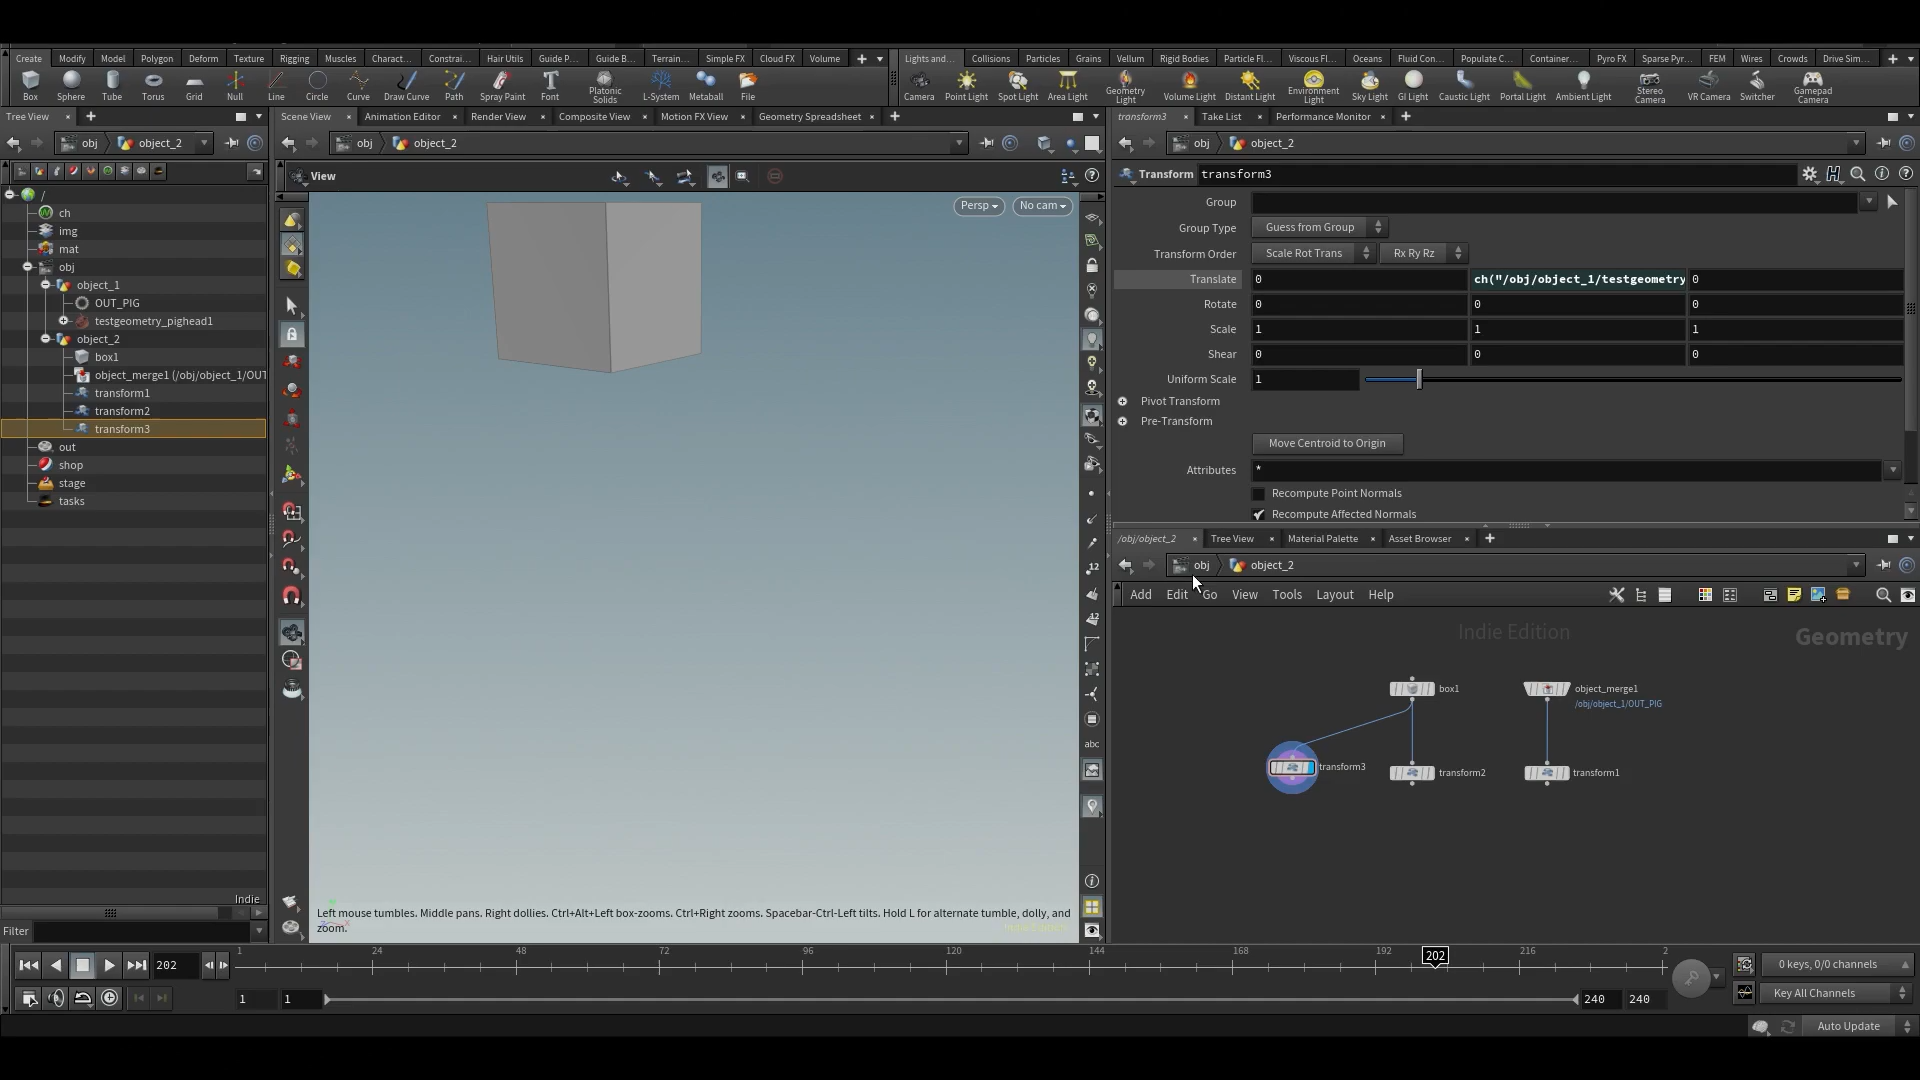 Create Modify Model Polygon Deform Texture Rigging Muscles Charact... Constrai... Hair Utils Guide P... Guide B... Terrain... Simple FX Cloud FX Volume
Box Sphere Tube Torus Grid Null Line Circle Curve Draw Curve Path Spray Paint Font Platonic Solids L-System Metaball File
Lights and... Collisions Particles Grains Vellum Rigid Bodies Particle Fl... Viscous Fl... Oceans Fluid Con... Populate C... Container... Pyro FX Sparse Pyr... FEM Wires Crowds Drive Sim...
Camera Point Light Spot Light Area Light Geometry Light Volume Light Distant Light Environment Light Sky Light GI Light Caustic Light Portal Light Ambient Light Stereo Camera VR Camera Switcher Gamepad Camera
Tree View
obj object_2
/
ch
img
mat
obj
object_1
OUT_PIG
testgeometry_pighead1
object_2
box1
object_merge1 (/obj/object_1/OUT
transform1
transform2
transform3
out
shop
stage
tasks
Indie
Filter
Scene View Animation Editor Render View Composite View Motion FX View Geometry Spreadsheet
obj object_2
View
Persp No cam
12
12
abc
Left mouse tumbles. Middle pans. Right dollies. Ctrl+Alt+Left box-zooms. Ctrl+Right zooms. Spacebar-Ctrl-Left tilts. Hold L for alternate tumble, dolly, and
zoom.
transform3 Take List Performance Monitor
obj object_2
Transform transform3
Group
Group Type Guess from Group
Transform Order Scale Rot Trans Rx Ry Rz
Translate 0 ch("/obj/object_1/testgeometry 0
Rotate 0 0 0
Scale 1 1 1
Shear 0 0 0
Uniform Scale 1
Pivot Transform
Pre-Transform
Move Centroid to Origin
Attributes *
Recompute Point Normals
Recompute Affected Normals
/obj/object_2 Tree View Material Palette Asset Browser
obj object_2
Add Edit Go View Tools Layout Help
Indie Edition
Geometry
box1
object_merge1
/obj/object_1/OUT_PIG
transform3
transform2
transform1
202
1 24 48 72 96 120 144 168 192 216 2
202
1 1 240 240
0 keys, 0/0 channels
Key All Channels
Auto Update